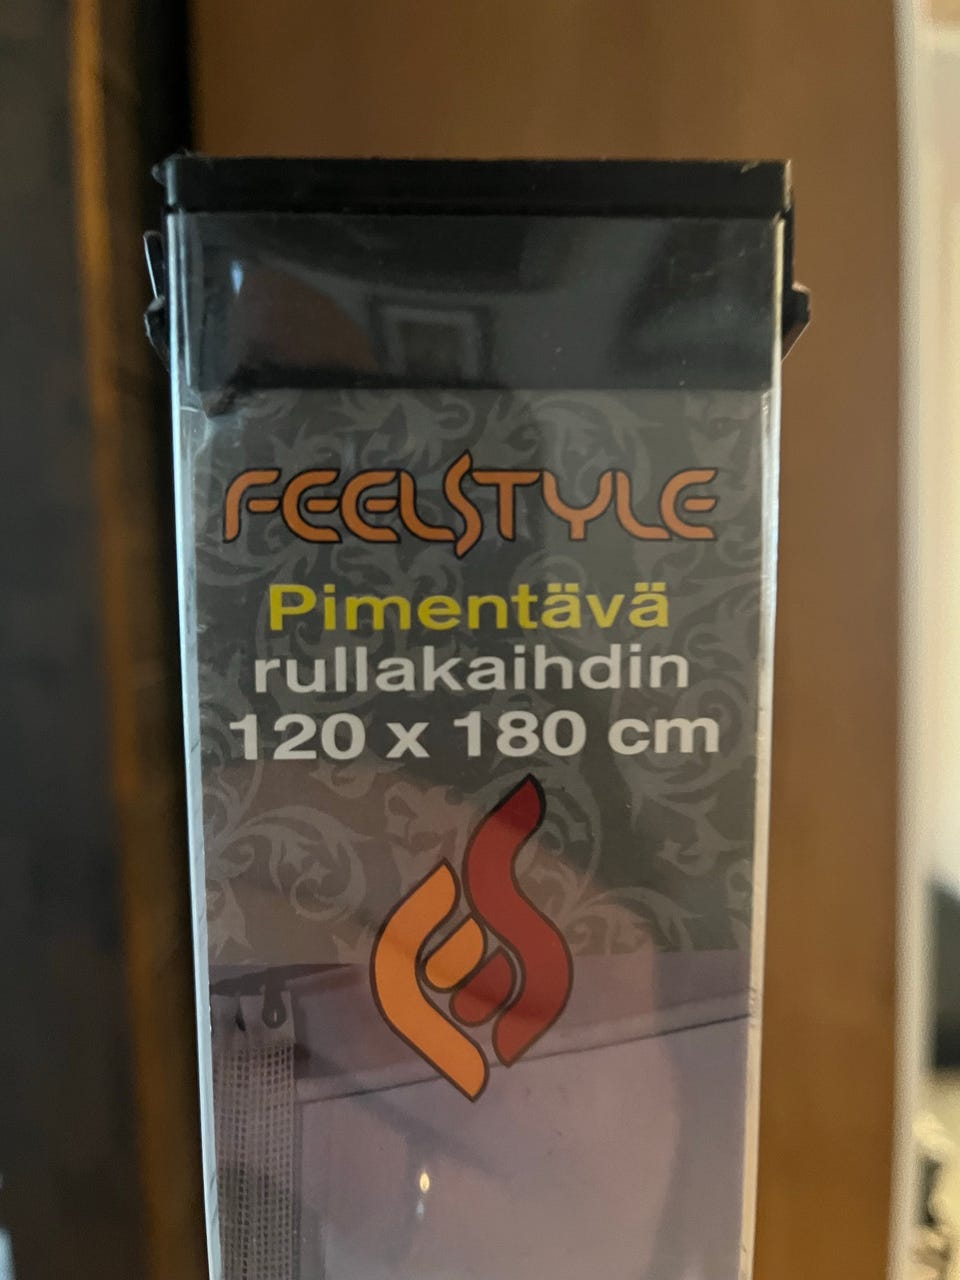 FEELSTYLE
Pimentävä
rullakaihdin
120 x 180 cm